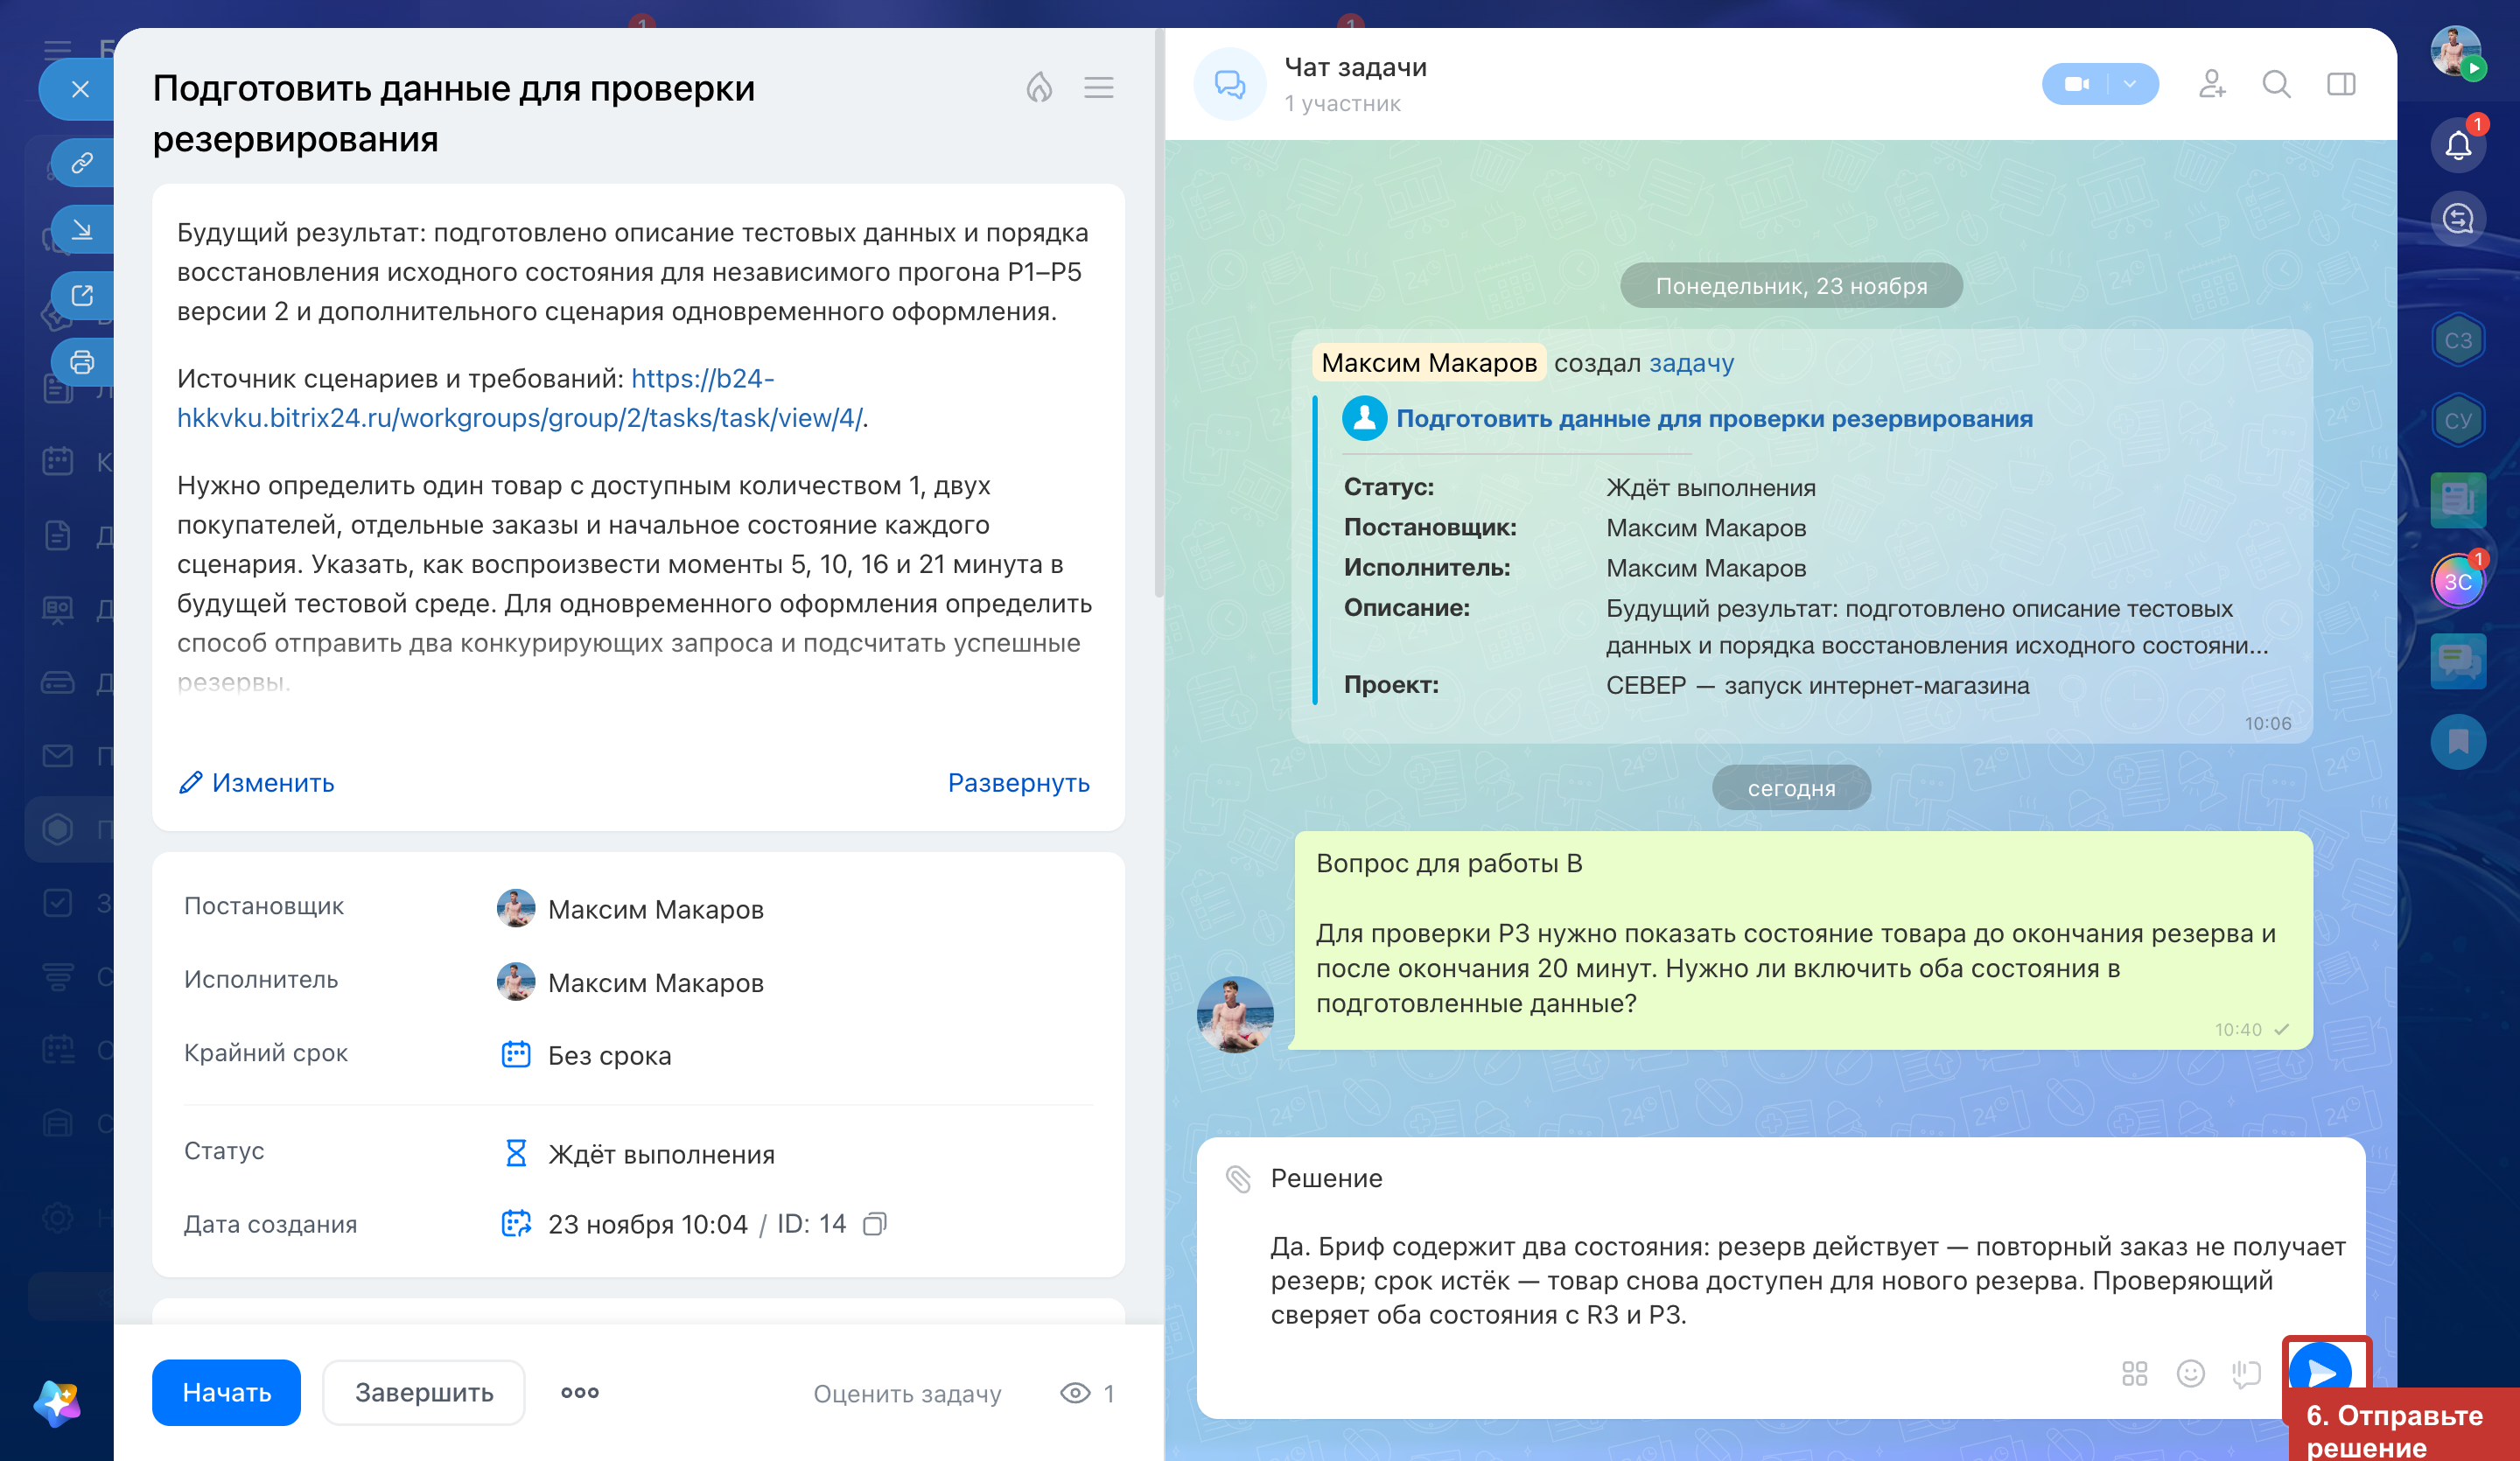 Подготовить данные для проверки
резервирования
Будущий результат: подготовлено описание тестовых данных и порядка
восстановления исходного состояния для независимого прогона Р1–Р5
версии 2 и дополнительного сценария одновременного оформления.
Источник сценариев и требований: https://b24-
hkkvku.bitrix24.ru/workgroups/group/2/tasks/task/view/4/.
Нужно определить один товар с доступным количеством 1, двух
покупателей, отдельные заказы и начальное состояние каждого
сценария. Указать, как воспроизвести моменты 5, 10, 16 и 21 минута в
будущей тестовой среде. Для одновременного оформления определить
способ отправить два конкурирующих запроса и подсчитать успешные
резервы.
Изменить
Развернуть
Постановщик
Максим Макаров
Исполнитель
Максим Макаров
Крайний срок
Без срока
Статус
Ждёт выполнения
Дата создания
23 ноября 10:04 / ID: 14
Начать
Завершить
Оценить задачу
1
Чат задачи
1 участник
Понедельник, 23 ноября
Максим Макаров создал задачу
Подготовить данные для проверки резервирования
Статус: Ждёт выполнения
Постановщик: Максим Макаров
Исполнитель: Максим Макаров
Описание: Будущий результат: подготовлено описание тестовых
данных и порядка восстановления исходного состояни...
Проект: СЕВЕР — запуск интернет-магазина
10:06
сегодня
Вопрос для работы В
Для проверки Р3 нужно показать состояние товара до окончания резерва и
после окончания 20 минут. Нужно ли включить оба состояния в
подготовленные данные?
10:40
Решение
Да. Бриф содержит два состояния: резерв действует — повторный заказ не получает
резерв; срок истёк — товар снова доступен для нового резерва. Проверяющий
сверяет оба состояния с R3 и Р3.
6. Отправьте
решение
1
1
1
СЗ
СУ
ЗС
1